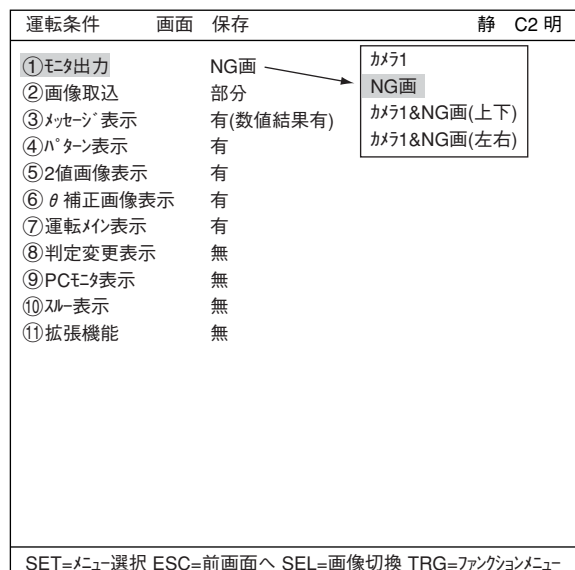 運転条件 画面 保存 静 C2 明
①ﾓﾆﾀ出力 NG画
②画像取込 部分
③ﾒｯｾｰｼﾞ表示 有(数値結果有)
④ﾊﾟﾀｰﾝ表示 有
⑤2値画像表示 有
⑥θ補正画像表示 有
⑦運転ﾒｲﾝ表示 有
⑧判定変更表示 無
⑨PCﾓﾆﾀ表示 無
⑩ｽﾙｰ表示 無
⑪拡張機能 無
ｶﾒﾗ1
NG画
ｶﾒﾗ1&NG画(上下)
ｶﾒﾗ1&NG画(左右)
SET=ﾒﾆｭｰ選択 ESC=前画面へ SEL=画像切換 TRG=ﾌｧﾝｸｼｮﾝﾒﾆｭｰ